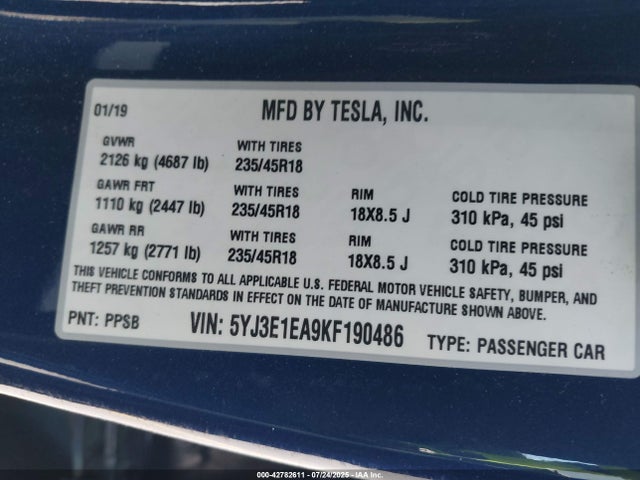 01/19 MFD BY TESLA, INC.
GVWR WITH TIRES
2126 kg (4687 lb) 235/45R18
GAWR FRT WITH TIRES RIM COLD TIRE PRESSURE
1110 kg (2447 lb) 235/45R18 18X8.5 J 310 kPa, 45 psi
GAWR RR WITH TIRES RIM COLD TIRE PRESSURE
1257 kg (2771 lb) 235/45R18 18X8.5 J 310 kPa, 45 psi
THIS VEHICLE CONFORMS TO ALL APPLICABLE U.S. FEDERAL MOTOR VEHICLE SAFETY, BUMPER, AND
THEFT PREVENTION STANDARDS IN EFFECT ON THE DATE OF MANUFACTURE SHOWN ABOVE.
PNT: PPSB VIN: 5YJ3E1EA9KF190486 TYPE: PASSENGER CAR
000-42782611 - 07/24/2025 - IAA Inc.